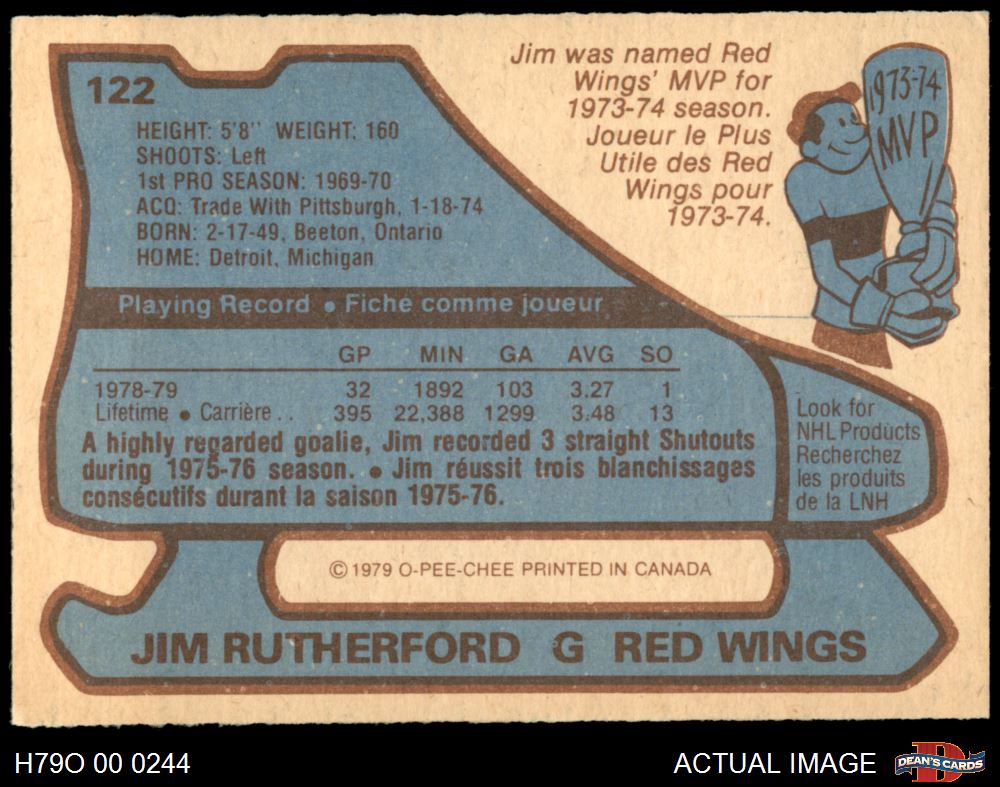 122
HEIGHT: 5'8" WEIGHT: 160
SHOOTS: Left
1st PRO SEASON: 1969-70
ACQ: Trade With Pittsburgh, 1-18-74
BORN: 2-17-49, Beeton, Ontario
HOME: Detroit, Michigan
Jim was named Red
Wings' MVP for
1973-74 season.
Joueur le Plus
Utile des Red
Wings pour
1973-74.
1973-74
MVP
Playing Record • Fiche comme joueur
GP MIN GA AVG SO
1978-79 32 1892 103 3.27 1
Lifetime • Carrière . . 395 22,388 1299 3.48 13
A highly regarded goalie, Jim recorded 3 straight Shutouts
during 1975-76 season. • Jim réussit trois blanchissages
consécutifs durant la saison 1975-76.
Look for
NHL Products
Recherchez
les produits
de la LNH
© 1979 O-PEE-CHEE PRINTED IN CANADA
JIM RUTHERFORD G RED WINGS
H79O 00 0244
ACTUAL IMAGE
DEAN'S CARDS